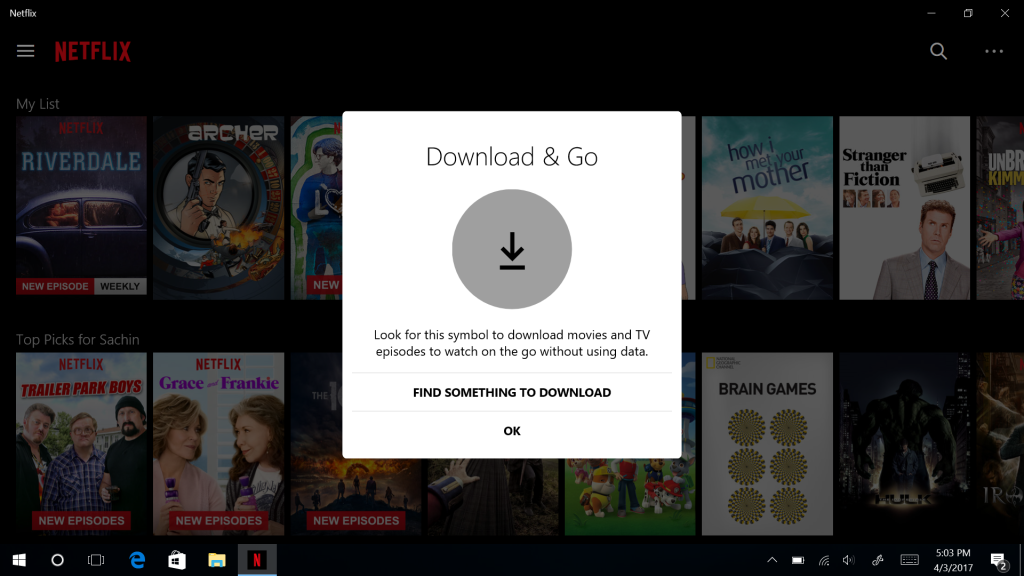 Netflix
NETFLIX
My List
NETFLIX
RIVERDALE
NEW EPISODE WEEKLY
ARCHER
NEW
how i
met your
mother
Stranger
than
Fiction
UNBR
KIMM
Download & Go
Look for this symbol to download movies and TV
episodes to watch on the go without using data.
FIND SOMETHING TO DOWNLOAD
OK
Top Picks for Sachin
NETFLIX
TRAILER PARK BOYS
NEW EPISODES
NETFLIX
Grace and Frankie
NEW EPISODES
THE
NEW EPISODES
NATIONAL
GEOGRAPHIC
CHANNEL
BRAIN GAMES
HULK
IRO
N
5:03 PM
4/3/2017
2